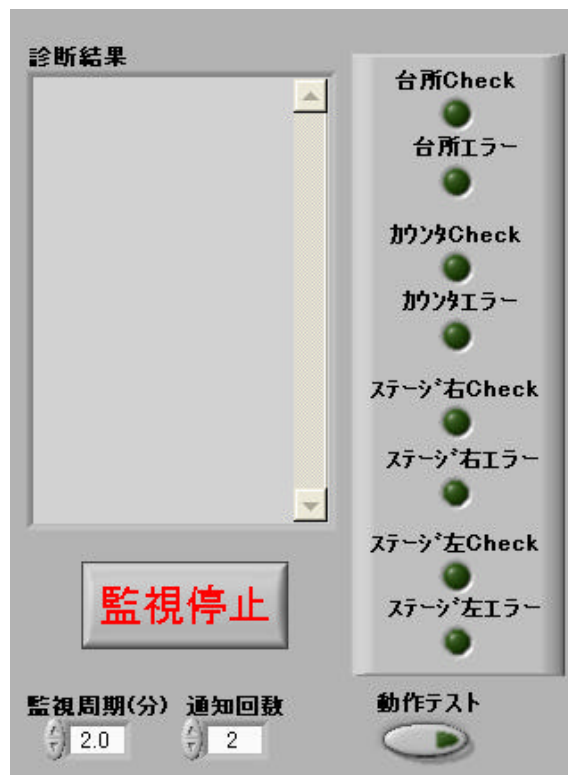 診断結果
台所Check
台所エラー
カウンタCheck
カウンタエラー
ステージ右Check
ステージ右エラー
ステージ左Check
ステージ左エラー
監視停止
監視周期(分)
2.0
通知回数
2
動作テスト